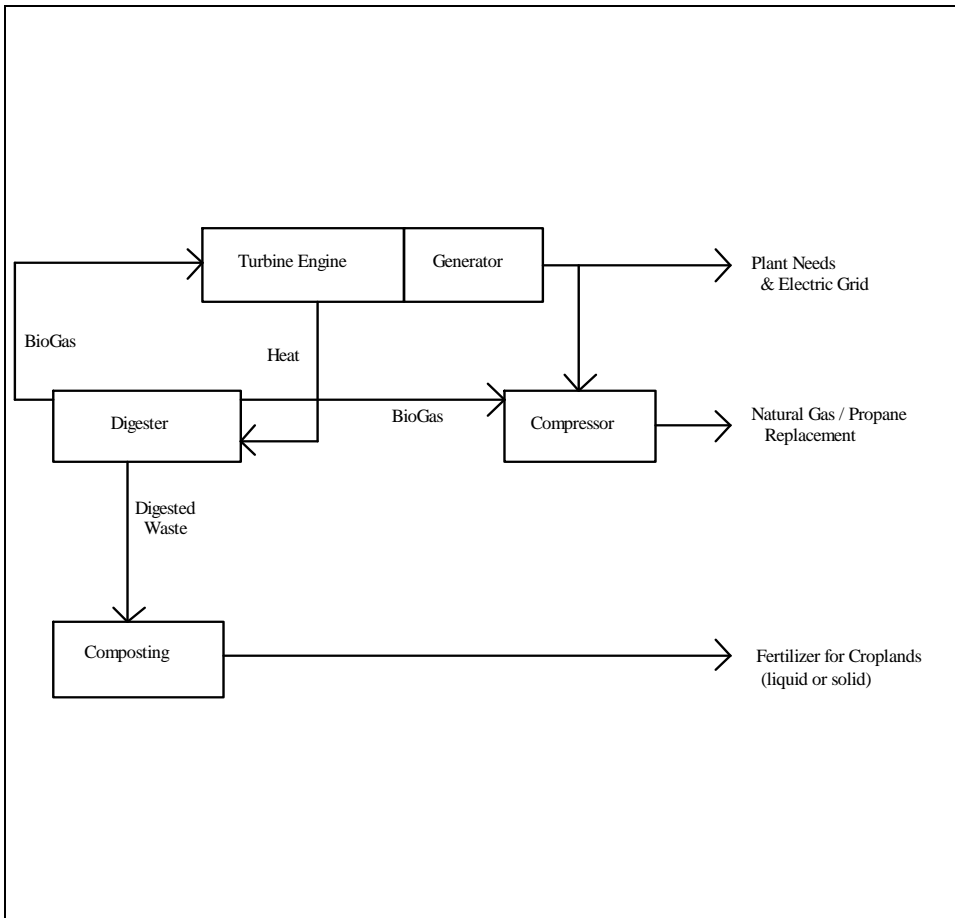 Turbine Engine
Generator
Plant Needs
& Electric Grid
BioGas
Heat
Digester
BioGas
Compressor
Natural Gas / Propane
Replacement
Digested
Waste
Composting
Fertilizer for Croplands
(liquid or solid)